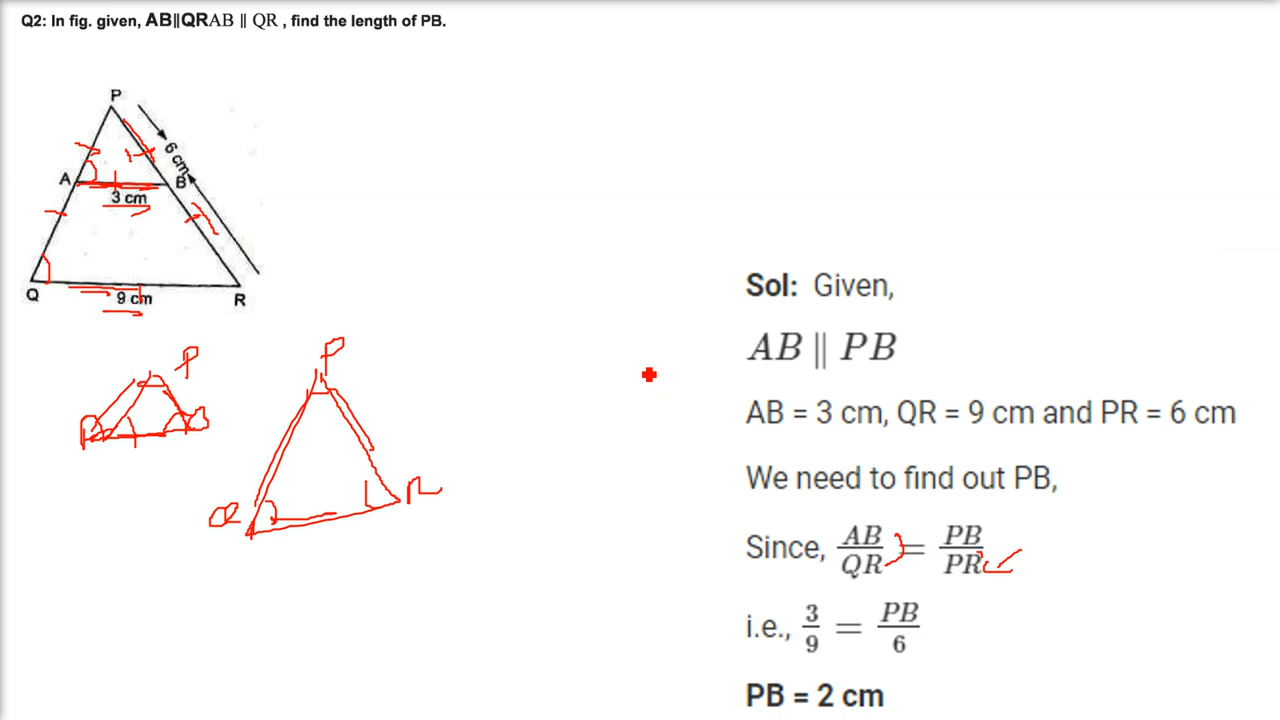 Q2: In fig. given, AB||QRAB || QR , find the length of PB.
P
6 cm
A
B
3 cm
Q
9 cm
R
P
P
Q
R
Sol: Given,
AB || PB
AB = 3 cm, QR = 9 cm and PR = 6 cm
We need to find out PB,
Since, AB/QR = PB/PR
i.e., 3/9 = PB/6
PB = 2 cm